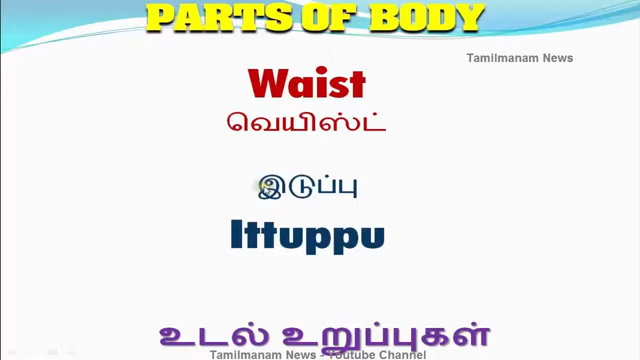 PARTS OF BODY
Tamilmanam News
Waist
வெயிஸ்ட்
இடுப்பு
Ittuppu
உடல் உறுப்புகள்
Tamilmanam News - Youtube Channel